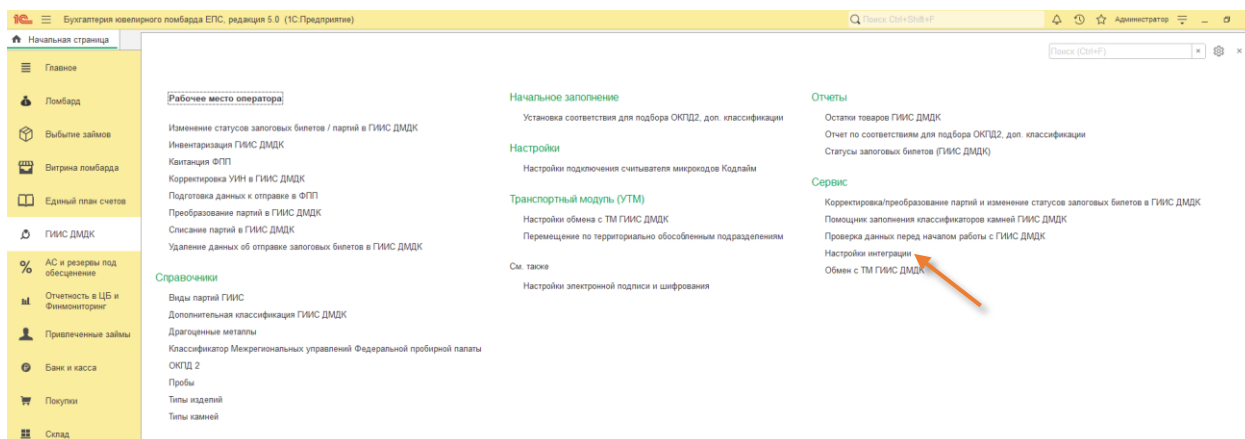 1С Бухгалтерия ювелирного ломбарда ЕПС, редакция 5.0 (1С:Предприятие)
Поиск Ctrl+Shift+F
Администратор
Начальная страница
Поиск (Ctrl+F)
×
×
Главное
Ломбард
Выбытие займов
Витрина ломбарда
Единый план счетов
ГИИС ДМДК
АС и резервы под
обесценение
Отчетность в ЦБ и
Финмониторинг
Привлеченные займы
Банк и касса
Покупки
Склад
Рабочее место оператора
Изменение статусов залоговых билетов / партий в ГИИС ДМДК
Инвентаризация ГИИС ДМДК
Квитанция ФПП
Корректировка УИН в ГИИС ДМДК
Подготовка данных к отправке в ФПП
Преобразование партий в ГИИС ДМДК
Списание партий в ГИИС ДМДК
Удаление данных об отправке залоговых билетов в ГИИС ДМДК
Справочники
Виды партий ГИИС
Дополнительная классификация ГИИС ДМДК
Драгоценные металлы
Классификатор Межрегиональных управлений Федеральной пробирной палаты
ОКПД 2
Пробы
Типы изделий
Типы камней
Начальное заполнение
Установка соответствия для подбора ОКПД2, доп. классификации
Настройки
Настройки подключения считывателя микрокодов Кодлайм
Транспортный модуль (УТМ)
Настройки обмена с ТМ ГИИС ДМДК
Перемещение по территориально обособленным подразделениям
См. также
Настройки электронной подписи и шифрования
Отчеты
Остатки товаров ГИИС ДМДК
Отчет по соответствиям для подбора ОКПД2, доп. классификации
Статусы залоговых билетов (ГИИС ДМДК)
Сервис
Корректировка/преобразование партий и изменение статусов залоговых билетов в ГИИС ДМДК
Помощник заполнения классификаторов камней ГИИС ДМДК
Проверка данных перед началом работы с ГИИС ДМДК
Настройки интеграции
Обмен с ТМ ГИИС ДМДК